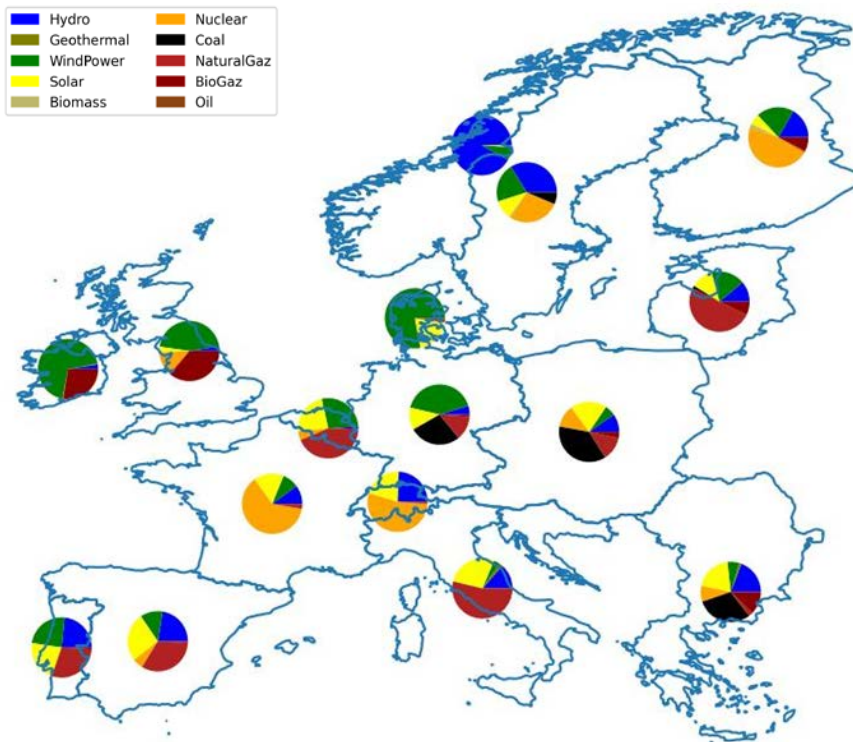 Hydro
Geothermal
WindPower
Solar
Biomass
Nuclear
Coal
NaturalGaz
BioGaz
Oil